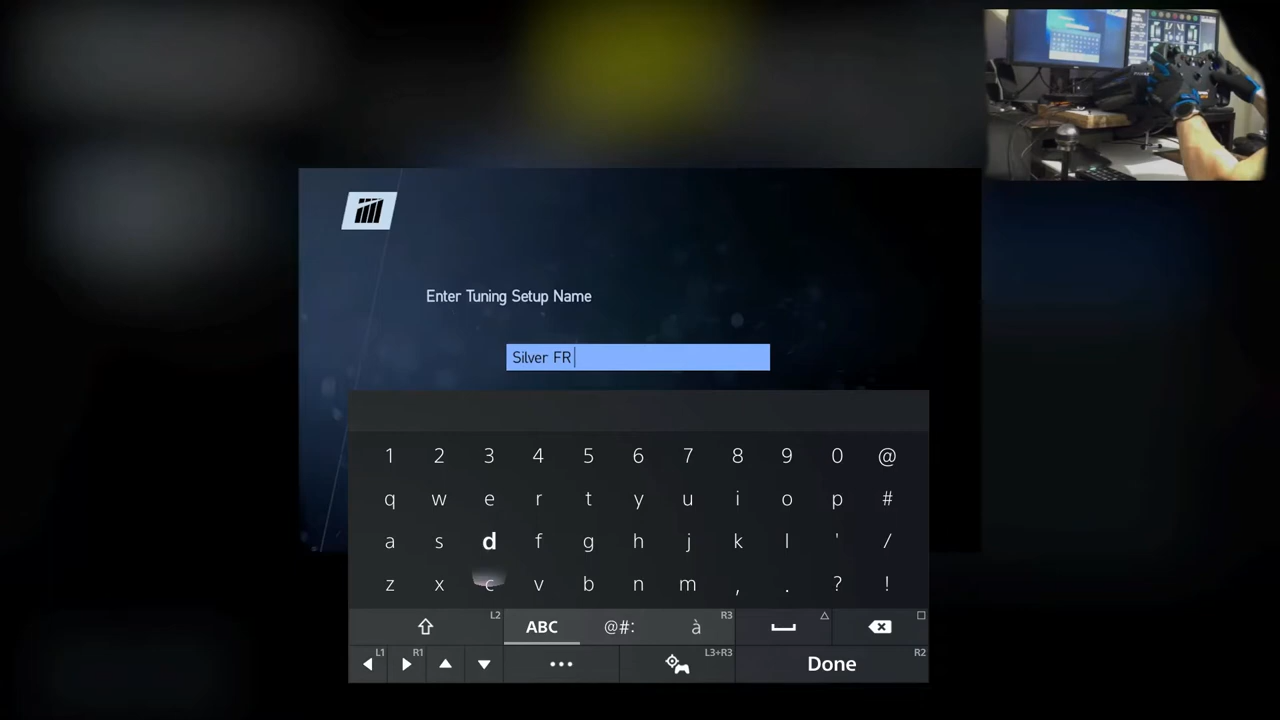 Enter Tuning Setup Name
Silver FR
1 2 3 4 5 6 7 8 9 0 @
q w e r t y u i o p #
a s d f g h j k l ' /
z x c v b n m , . ? !
L2 ABC @#: R3 à △ □
L1 R1 ••• L3+R3 Done R2